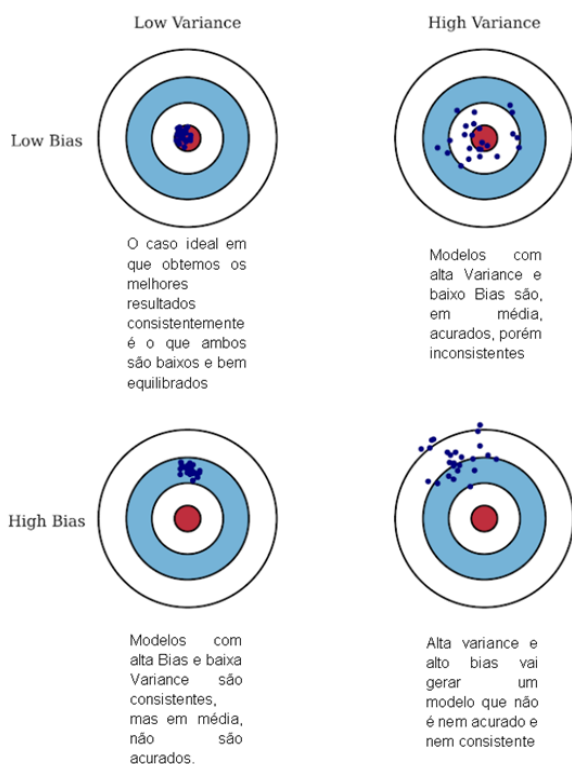 Low Variance
High Variance
Low Bias
O caso ideal em
que obtemos os
melhores
resultados
consistentemente
é o que ambos
são baixos e bem
equilibrados
Modelos com
alta Variance e
baixo Bias são,
em média,
acurados, porém
inconsistentes
High Bias
Modelos com
alta Bias e baixa
Variance são
consistentes,
mas em média,
não são
acurados.
Alta variance e
alto bias vai
gerar um
modelo que não
é nem acurado e
nem consistente